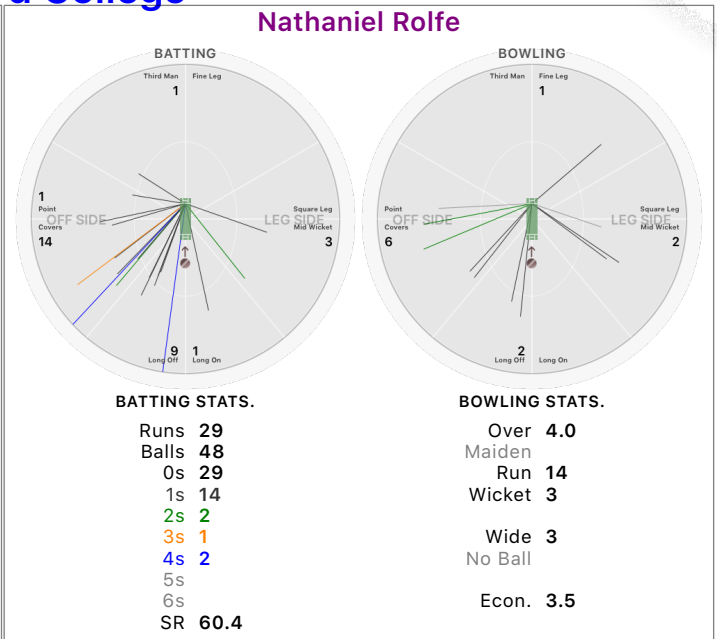 Nathaniel Rolfe
BATTING
BOWLING
Third Man Fine Leg
1
1
Point
OFF SIDE
Covers
14
Square Leg
LEG SIDE
Mid Wicket
3
9 1
Long Off Long On
Third Man Fine Leg
1
Point
OFF SIDE
Covers
6
Square Leg
LEG SIDE
Mid Wicket
2
2
Long Off Long On
BATTING STATS.
Runs 29
Balls 48
0s 29
1s 14
2s 2
3s 1
4s 2
5s
6s
SR 60.4
BOWLING STATS.
Over 4.0
Maiden
Run 14
Wicket 3
Wide 3
No Ball
Econ. 3.5